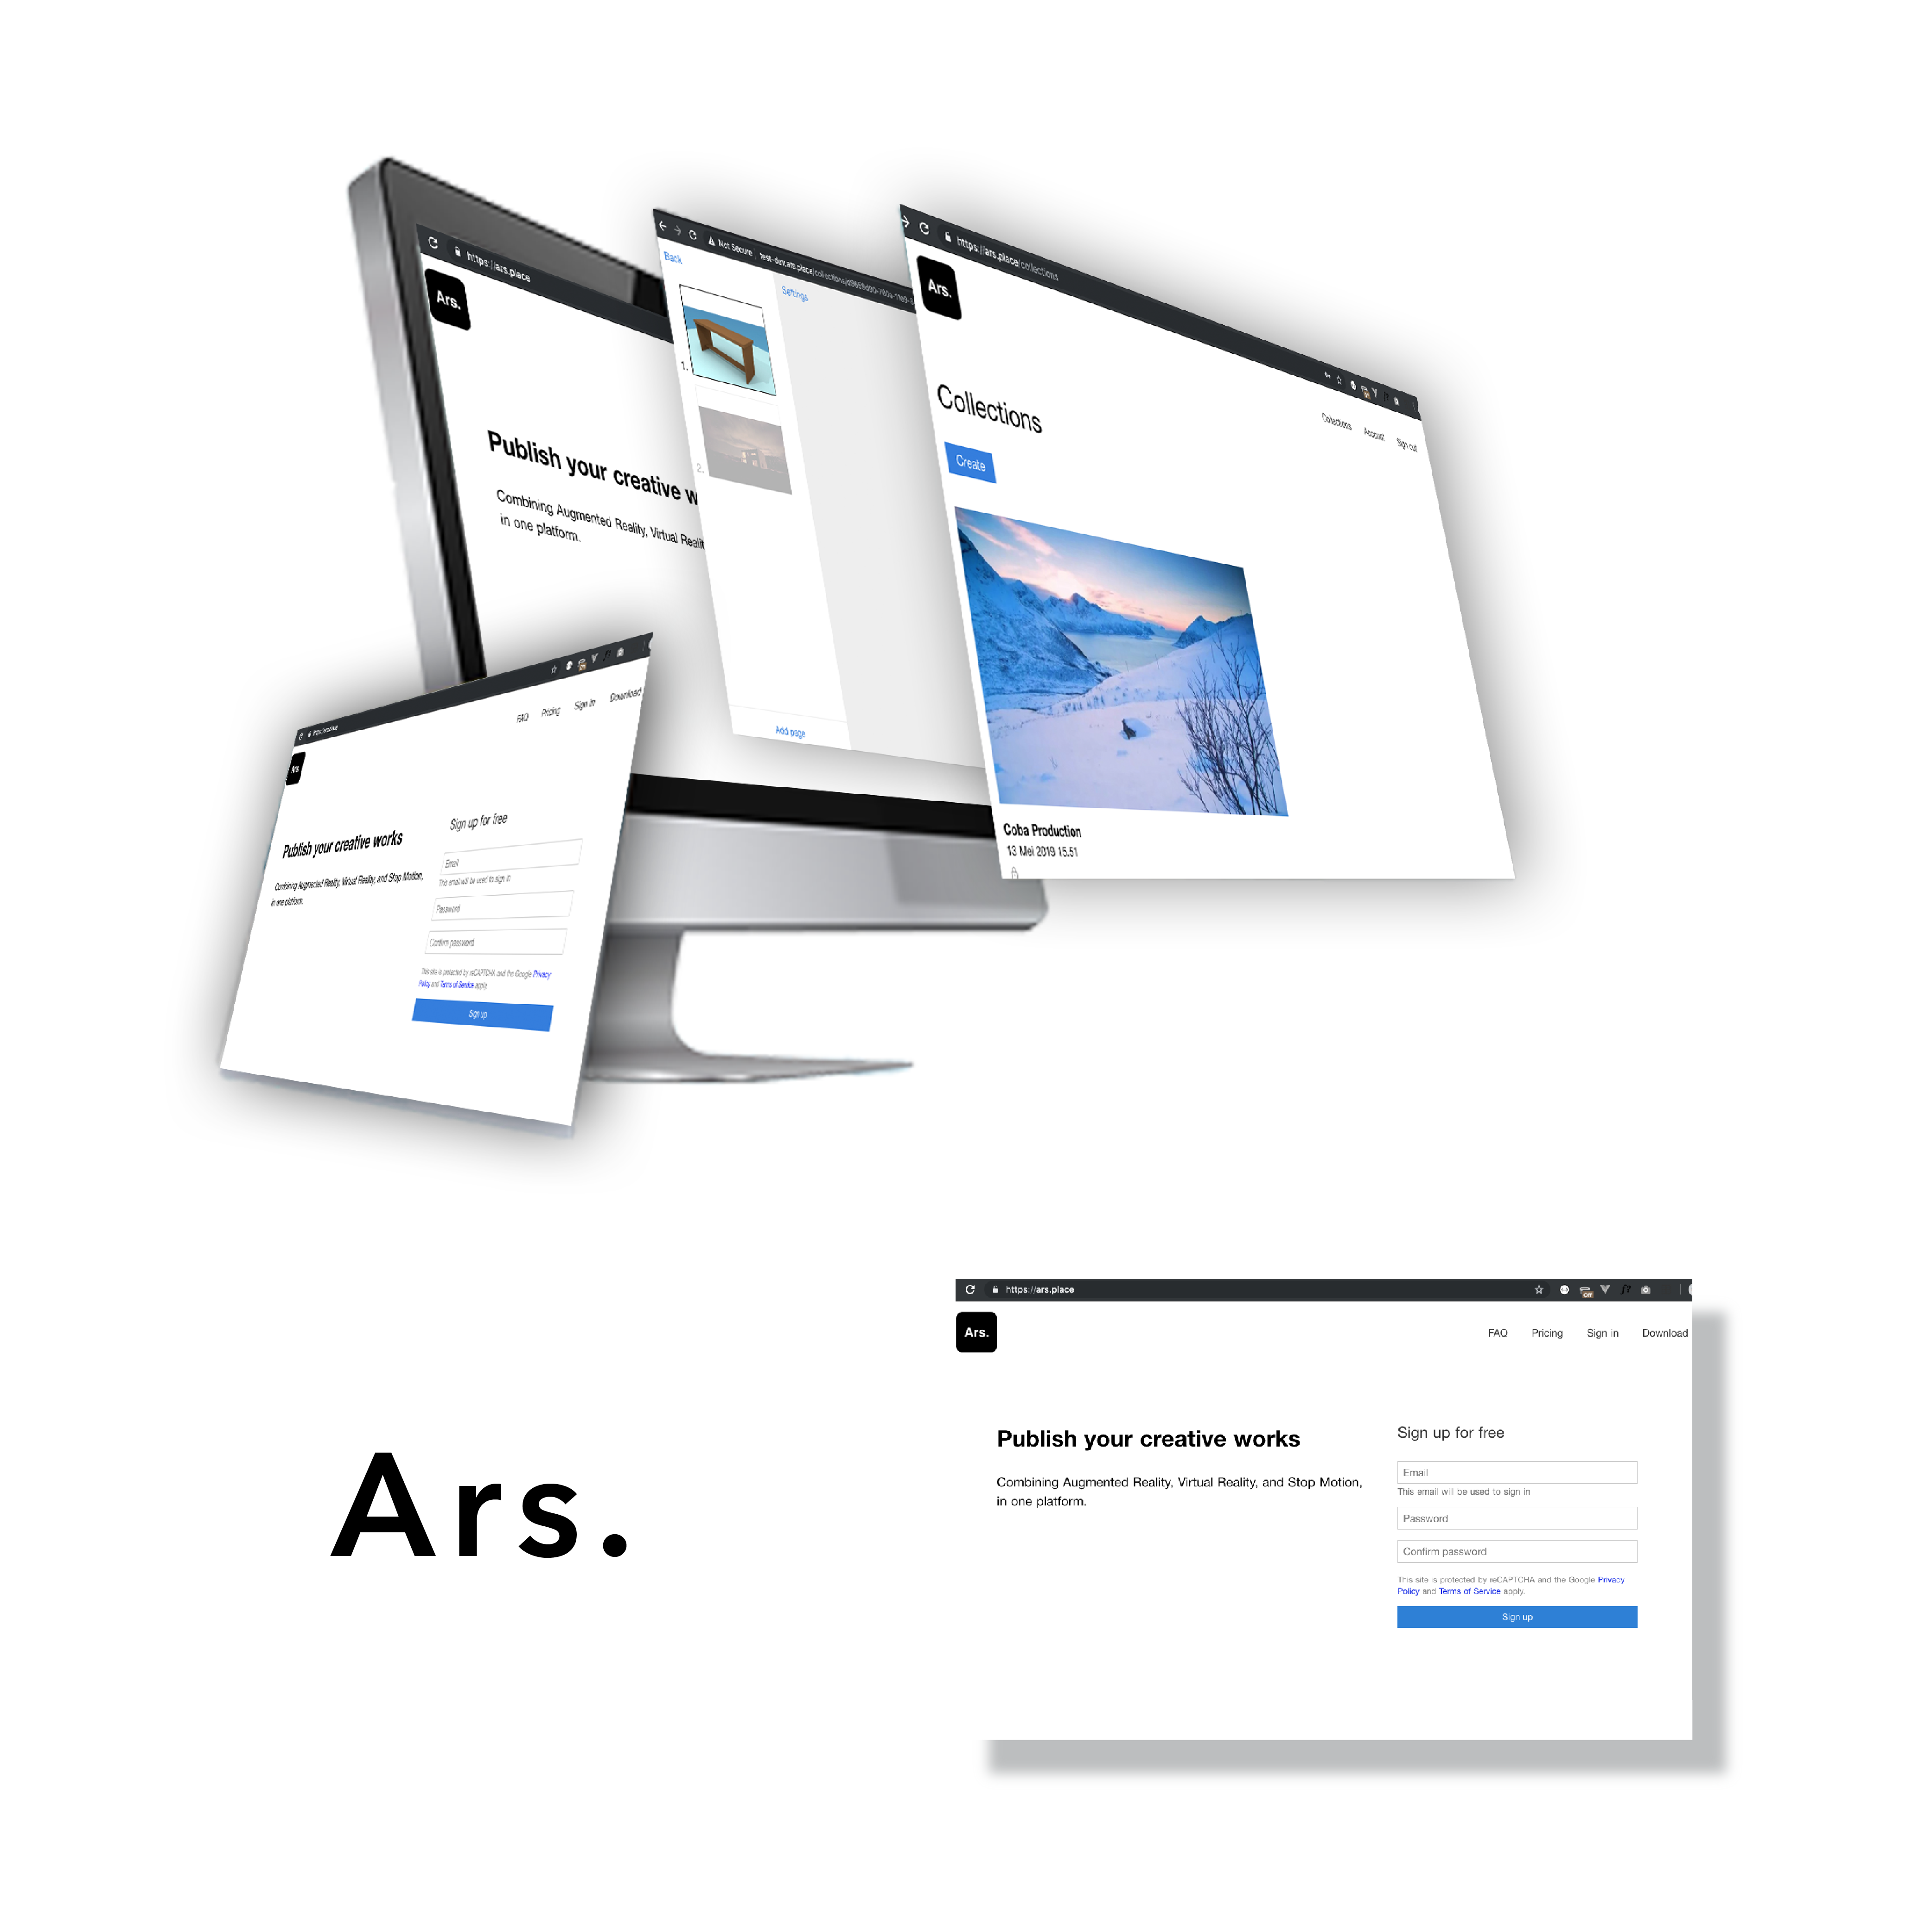 https://ars.place
Ars.
Publish your creative w
Combining Augmented Reality, Virtual Realit
in one platform.
Not Secure
test-dev.ars.place/collections/
Back
Settings
1.
2.
Add page
https://ars.place/collections
Ars.
Collections
Account
Sign out
Collections
Create
Coba Production
13 Mei 2019 15.51
https://ars.place
Ars.
FAQ
Pricing
Sign in
Download
Publish your creative works
Combining Augmented Reality, Virtual Reality, and Stop Motion,
in one platform.
Sign up for free
Email
This email will be used to sign in
Password
Confirm password
This site is protected by reCAPTCHA and the Google Privacy
Policy and Terms of Service apply.
Sign up
Ars.
https://ars.place
Off
Ars.
FAQ
Pricing
Sign in
Download
Publish your creative works
Combining Augmented Reality, Virtual Reality, and Stop Motion,
in one platform.
Sign up for free
Email
This email will be used to sign in
Password
Confirm password
This site is protected by reCAPTCHA and the Google Privacy
Policy and Terms of Service apply.
Sign up